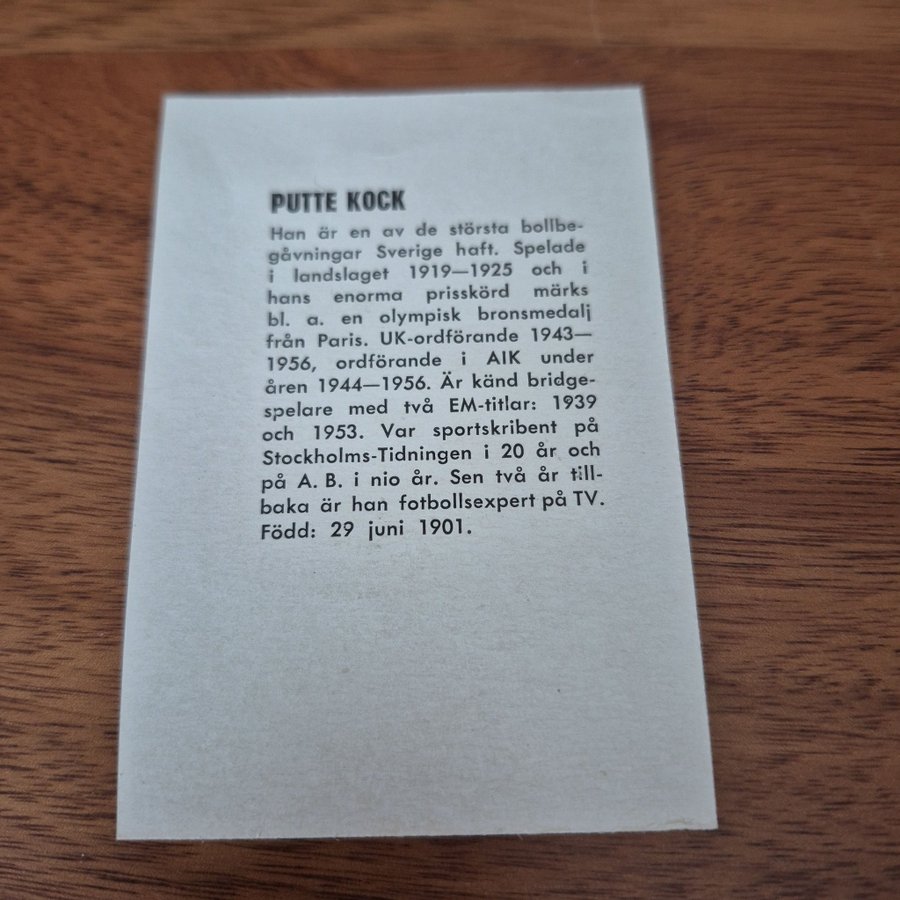 PUTTE KOCK
Han är en av de största bollbe-
gåvningar Sverige haft. Spelade
i landslaget 1919—1925 och i
hans enorma prisskörd märks
bl. a. en olympisk bronsmedalj
från Paris. UK-ordförande 1943—
1956, ordförande i AIK under
åren 1944—1956. Är känd bridge-
spelare med två EM-titlar: 1939
och 1953. Var sportskribent på
Stockholms-Tidningen i 20 år och
på A. B. i nio år. Sen två år till-
baka är han fotbollsexpert på TV.
Född: 29 juni 1901.